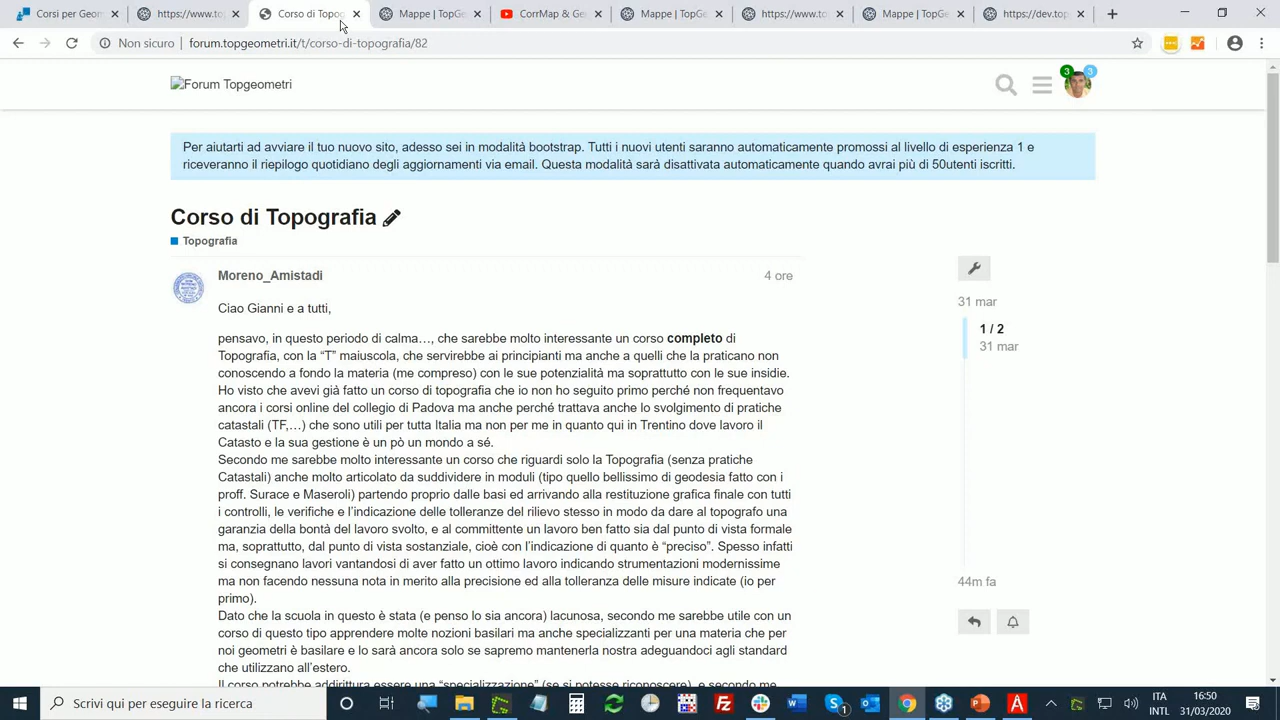 Corsi per Geom
https://www.top
Corso di Topog
Mappe | TopGe
CorrMap & Ge
Mappe | TopGe
https://www.to
Mappe | TopGe
https://dev.top
Non sicuro
forum.topgeometri.it/t/corso-di-topografia/82
Forum Topgeometri
3
3
Per aiutarti ad avviare il tuo nuovo sito, adesso sei in modalità bootstrap. Tutti i nuovi utenti saranno automaticamente promossi al livello di esperienza 1 e
riceveranno il riepilogo quotidiano degli aggiornamenti via email. Questa modalità sarà disattivata automaticamente quando avrai più di 50utenti iscritti.
Corso di Topografia
Topografia
Moreno_Amistadi
4 ore
Ciao Gianni e a tutti,
pensavo, in questo periodo di calma…, che sarebbe molto interessante un corso completo di
Topografia, con la “T” maiuscola, che servirebbe ai principianti ma anche a quelli che la praticano non
conoscendo a fondo la materia (me compreso) con le sue potenzialità ma soprattutto con le sue insidie.
Ho visto che avevi già fatto un corso di topografia che io non ho seguito primo perché non frequentavo
ancora i corsi online del collegio di Padova ma anche perché trattava anche lo svolgimento di pratiche
catastali (TF,…) che sono utili per tutta Italia ma non per me in quanto qui in Trentino dove lavoro il
Catasto e la sua gestione è un pò un mondo a sé.
Secondo me sarebbe molto interessante un corso che riguardi solo la Topografia (senza pratiche
Catastali) anche molto articolato da suddividere in moduli (tipo quello bellissimo di geodesia fatto con i
proff. Surace e Maseroli) partendo proprio dalle basi ed arrivando alla restituzione grafica finale con tutti
i controlli, le verifiche e l’indicazione delle tolleranze del rilievo stesso in modo da dare al topografo una
garanzia della bontà del lavoro svolto, e al committente un lavoro ben fatto sia dal punto di vista formale
ma, soprattutto, dal punto di vista sostanziale, cioè con l’indicazione di quanto è “preciso”. Spesso infatti
si consegnano lavori vantandosi di aver fatto un ottimo lavoro indicando strumentazioni modernissime
ma non facendo nessuna nota in merito alla precisione ed alla tolleranza delle misure indicate (io per
primo).
Dato che la scuola in questo è stata (e penso lo sia ancora) lacunosa, secondo me sarebbe utile con un
corso di questo tipo apprendere molte nozioni basilari ma anche specializzanti per una materia che per
noi geometri è basilare e lo sarà ancora solo se sapremo mantenerla nostra adeguandoci agli standard
che utilizzano all’estero.
Il corso potrebbe addirittura essere una “specializzazione” (se si potesse riconoscere), e secondo me
31 mar
1 / 2
31 mar
44m fa
Scrivi qui per eseguire la ricerca
ITA
INTL
16:50
31/03/2020